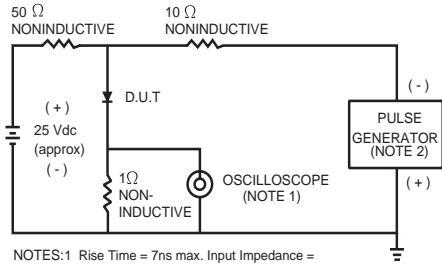 50 Ω
NONINDUCTIVE
10 Ω
NONINDUCTIVE
( + )
25 Vdc
(approx)
( - )
D.U.T
1Ω
NON-
INDUCTIVE
OSCILLOSCOPE
(NOTE 1)
( - )
PULSE
GENERATOR
(NOTE 2)
( + )
NOTES:1 Rise Time = 7ns max. Input Impedance =